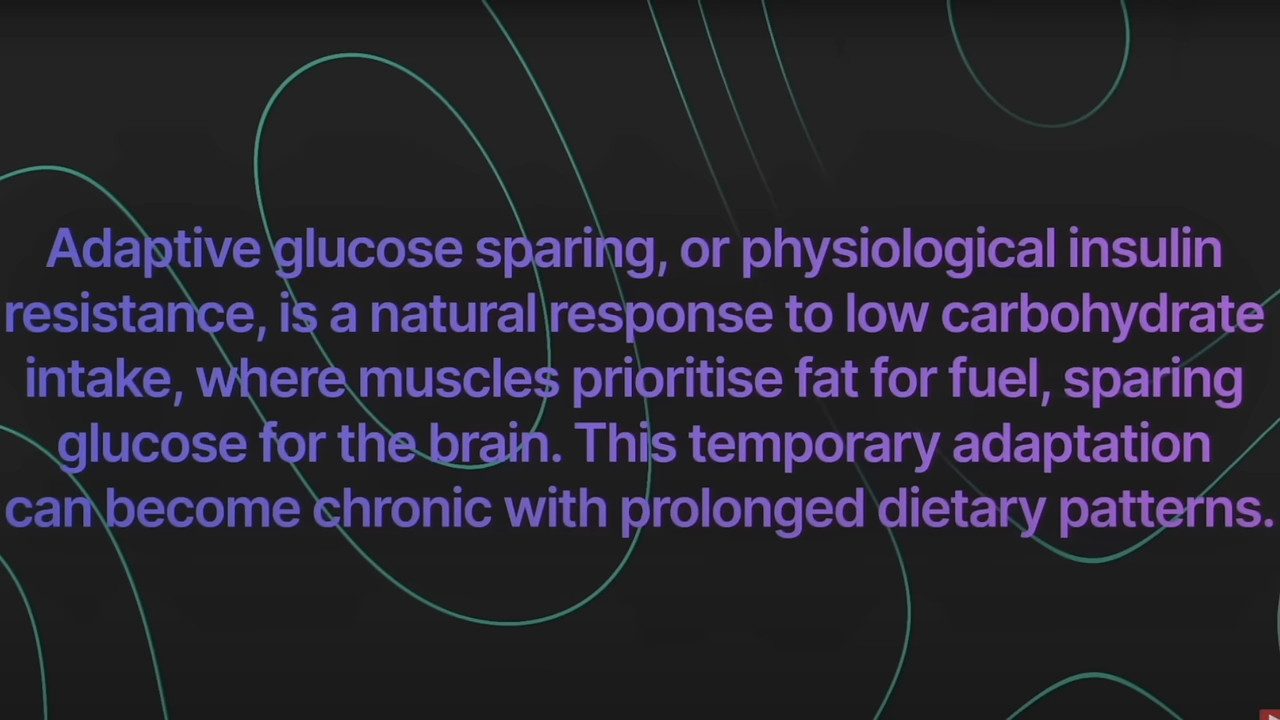 Adaptive glucose sparing, or physiological insulin
resistance, is a natural response to low carbohydrate
intake, where muscles prioritise fat for fuel, sparing
glucose for the brain. This temporary adaptation
can become chronic with prolonged dietary patterns.